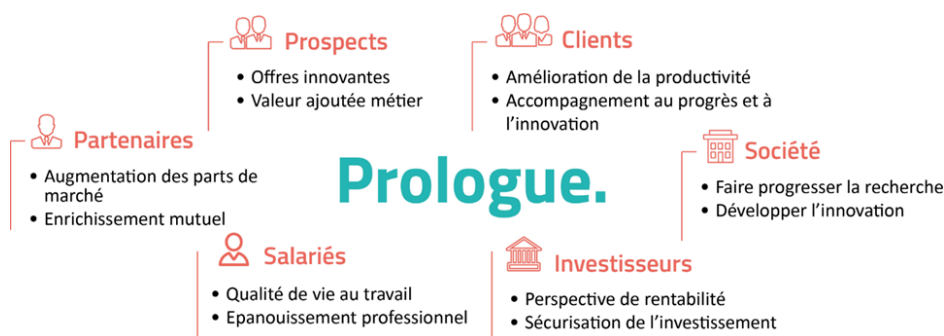 Prospects
• Offres innovantes
• Valeur ajoutée métier
Clients
• Amélioration de la productivité
• Accompagnement au progrès et à
l'innovation
Partenaires
• Augmentation des parts de
marché
• Enrichissement mutuel
Prologue.
Société
• Faire progresser la recherche
• Développer l'innovation
Salariés
• Qualité de vie au travail
• Epanouissement professionnel
Investisseurs
• Perspective de rentabilité
• Sécurisation de l'investissement